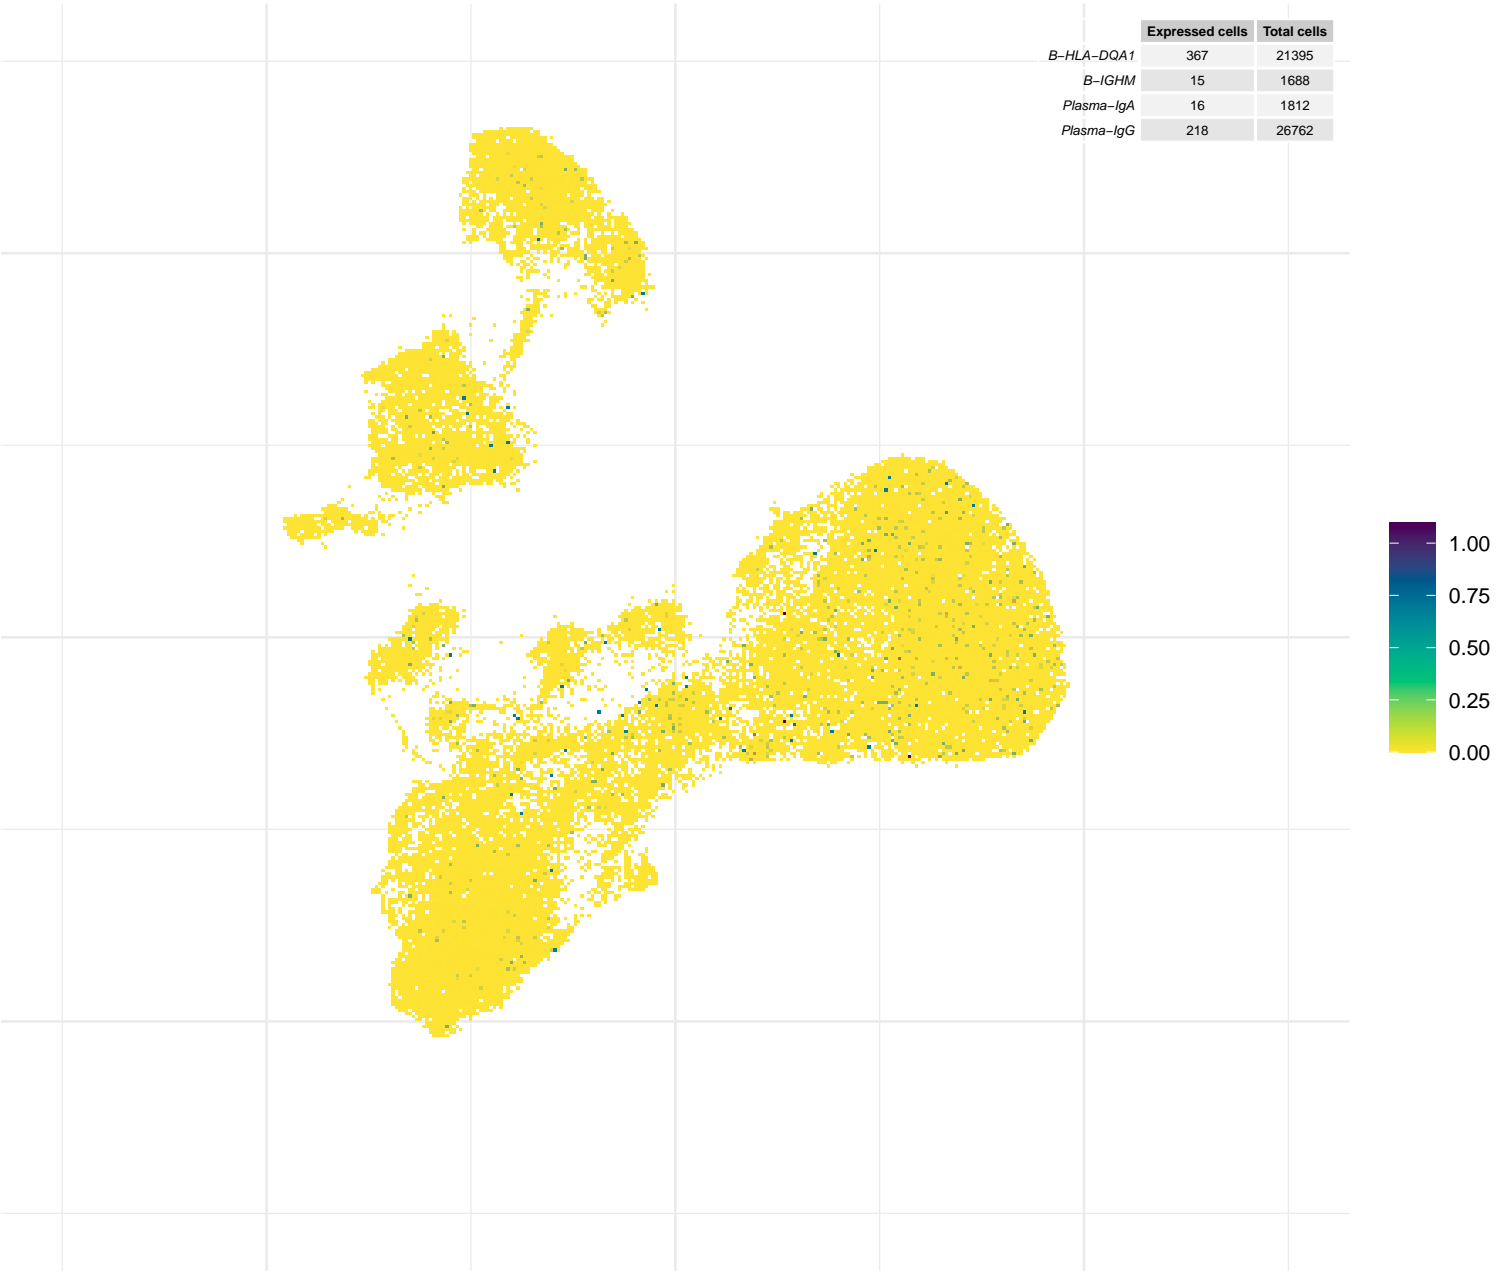 Expressed cells Total cells
B−HLA−DQA1 367 21395
B−IGHM 15 1688
Plasma−IgA 16 1812
Plasma−IgG 218 26762
1.00
0.75
0.50
0.25
0.00